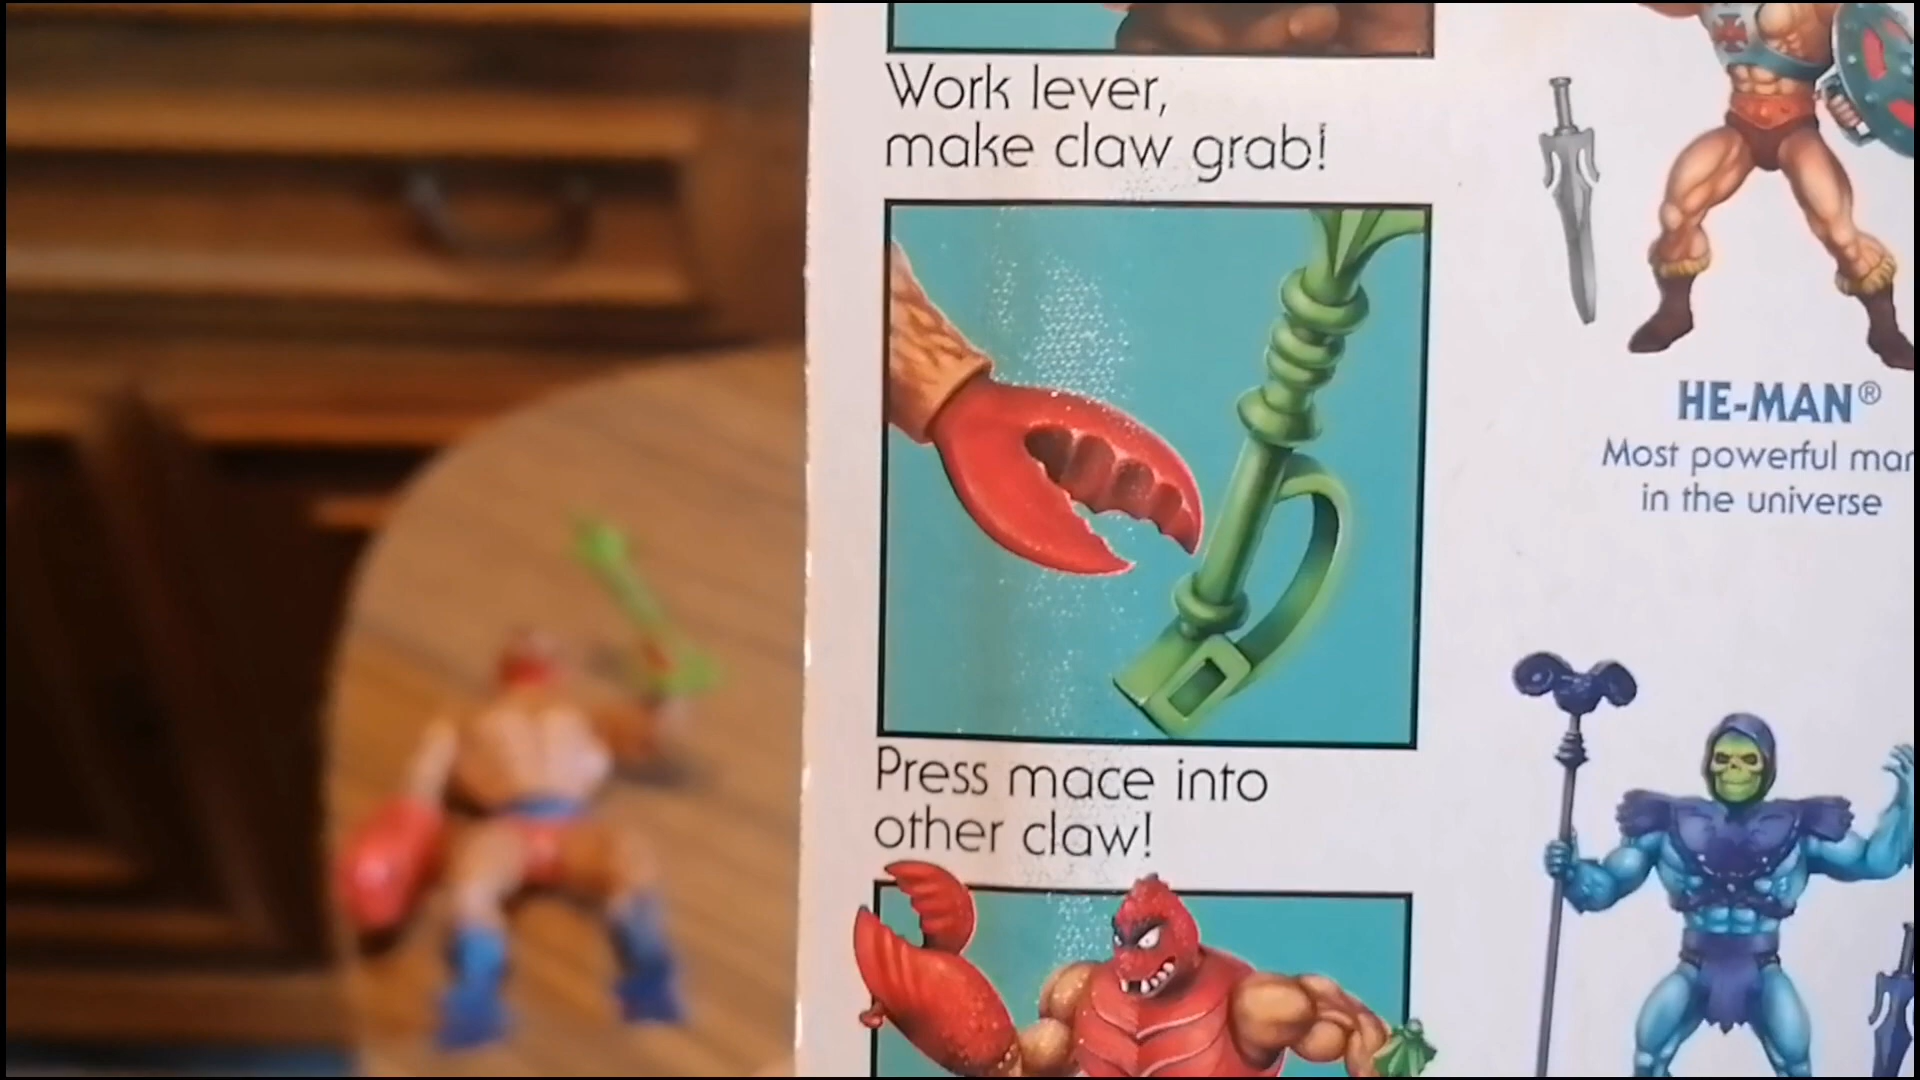 Work lever,
make claw grab!
Press mace into
other claw!
HE-MAN®
Most powerful man
in the universe